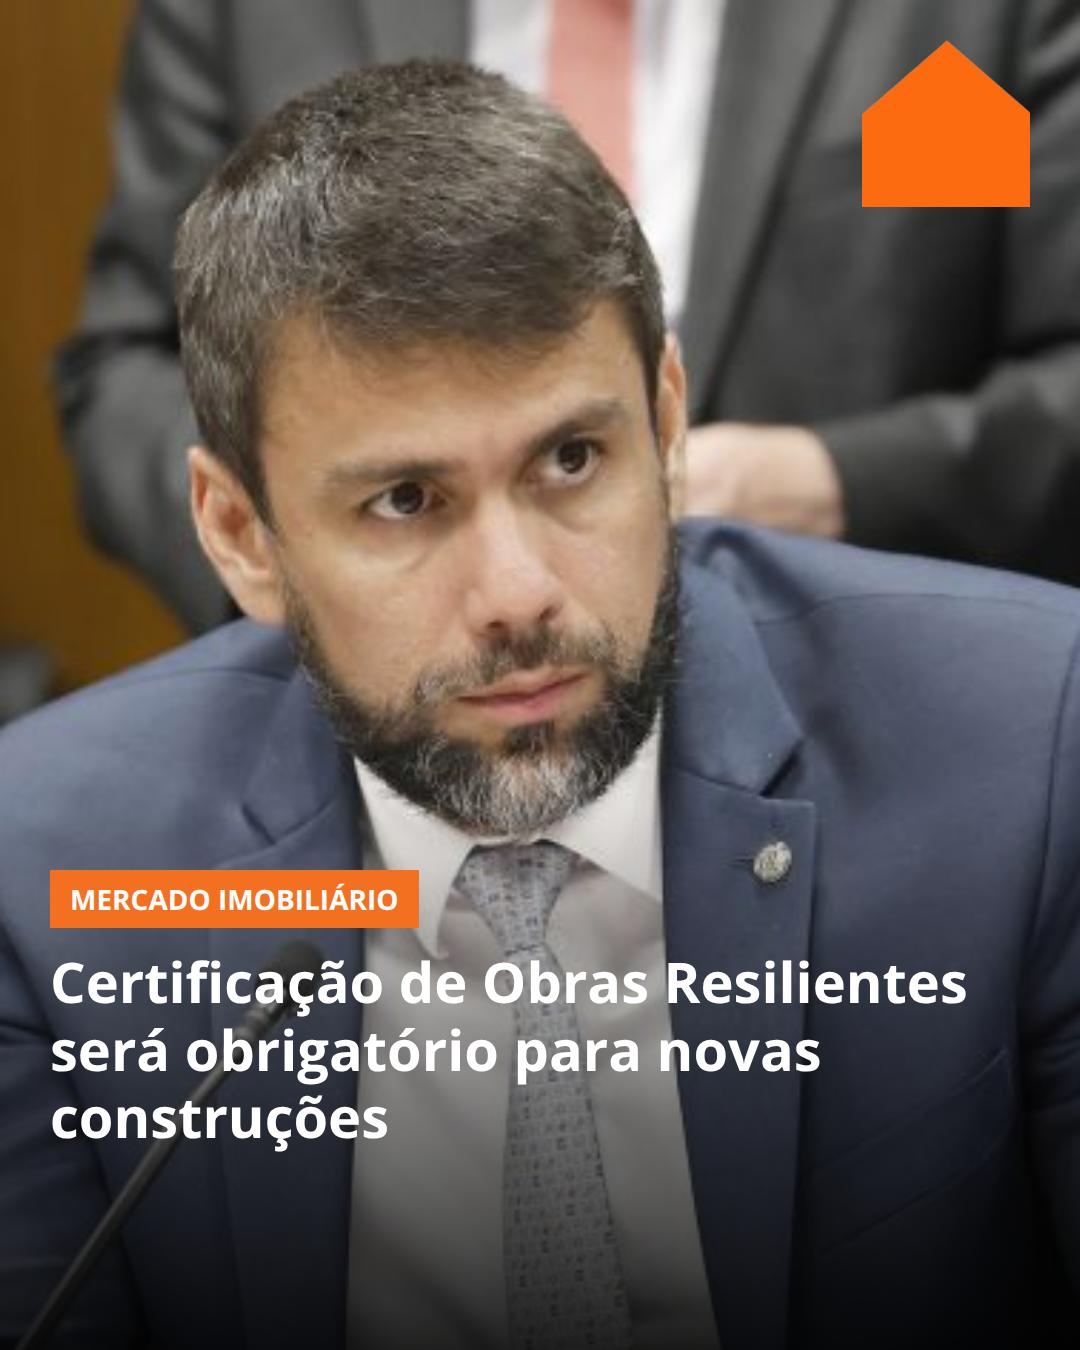 MERCADO IMOBILIÁRIO
Certificação de Obras Resilientes
será obrigatório para novas
construções